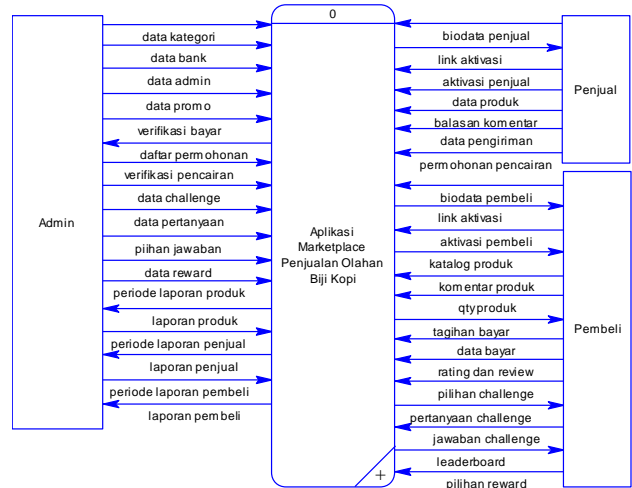 0
data kategori
data bank
data admin
data promo
verifikasi bayar
daftar permohonan
verifikasi pencairan
data challenge
data pertanyaan
piihan jawaban
data reward
periode laporan produk
laporan produk
periode laporan penjual
laporan penjual
periode laporan pembeli
laporan pembeli
Admin
Aplikasi
Marketplace
Penjualan Olahan
Biji Kopi
+
biodata penjual
link aktivasi
aktivasi penjual
data produk
balasan komentar
data pengiriman
permohonan pencairan
Penjual
biodata pembeli
link aktivasi
aktivasi pembeli
katalog produk
komentar produk
qty produk
tagihan bayar
data bayar
rating dan review
pilihan challenge
pertanyaan challenge
jawaban challenge
leaderboard
pilihan reward
Pembeli